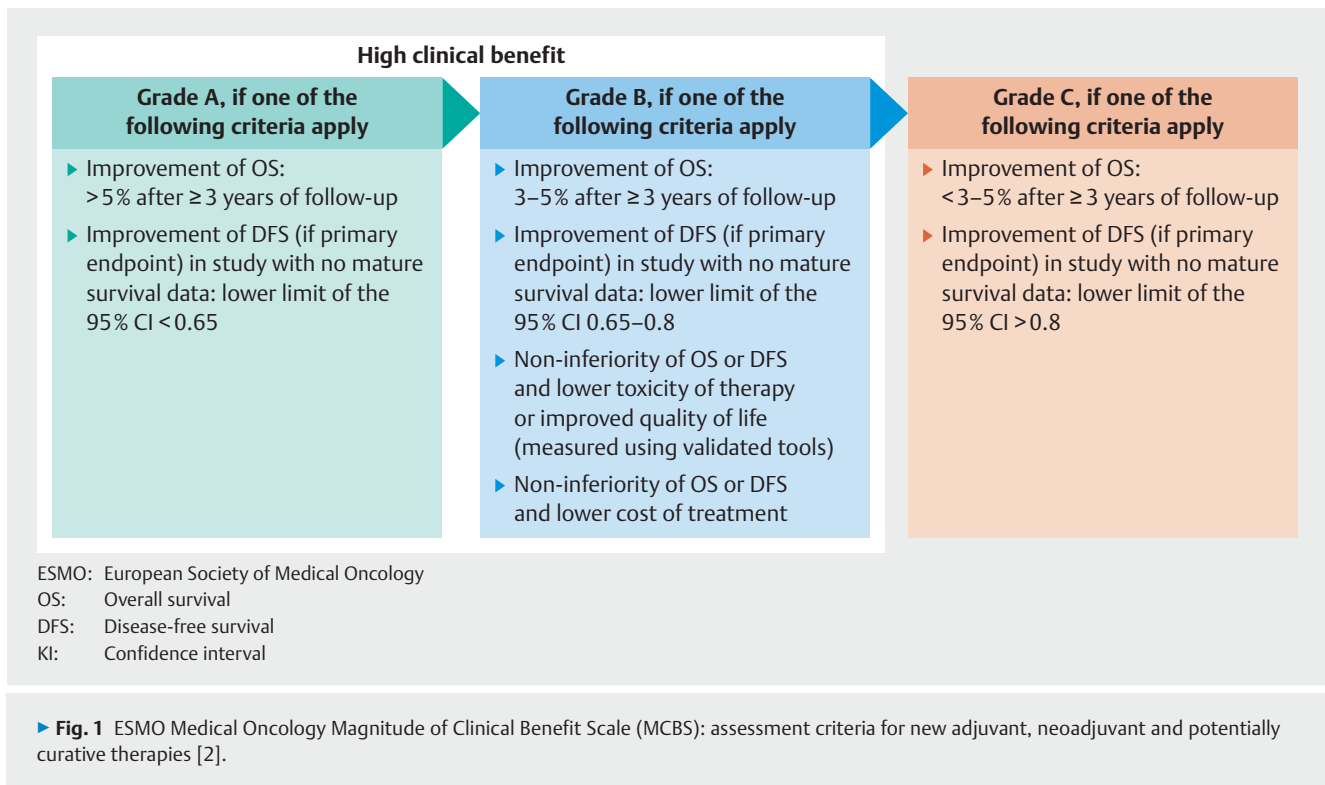 High clinical benefit
Grade A, if one of the
following criteria apply
▶ Improvement of OS:
>5% after ≥3 years of follow-up
▶ Improvement of DFS (if primary
endpoint) in study with no mature
survival data: lower limit of the
95% CI <0.65
Grade B, if one of the
following criteria apply
▶ Improvement of OS:
3–5% after ≥3 years of follow-up
▶ Improvement of DFS (if primary
endpoint) in study with no mature
survival data: lower limit of the
95% CI 0.65–0.8
▶ Non-inferiority of OS or DFS
and lower toxicity of therapy
or improved quality of life
(measured using validated tools)
▶ Non-inferiority of OS or DFS
and lower cost of treatment
Grade C, if one of the
following criteria apply
▶ Improvement of OS:
<3–5% after ≥3 years of follow-up
▶ Improvement of DFS (if primary
endpoint) in study with no mature
survival data: lower limit of the
95% CI >0.8
ESMO: European Society of Medical Oncology
OS: Overall survival
DFS: Disease-free survival
KI: Confidence interval
▶ Fig. 1 ESMO Medical Oncology Magnitude of Clinical Benefit Scale (MCBS): assessment criteria for new adjuvant, neoadjuvant and potentially
curative therapies [2].